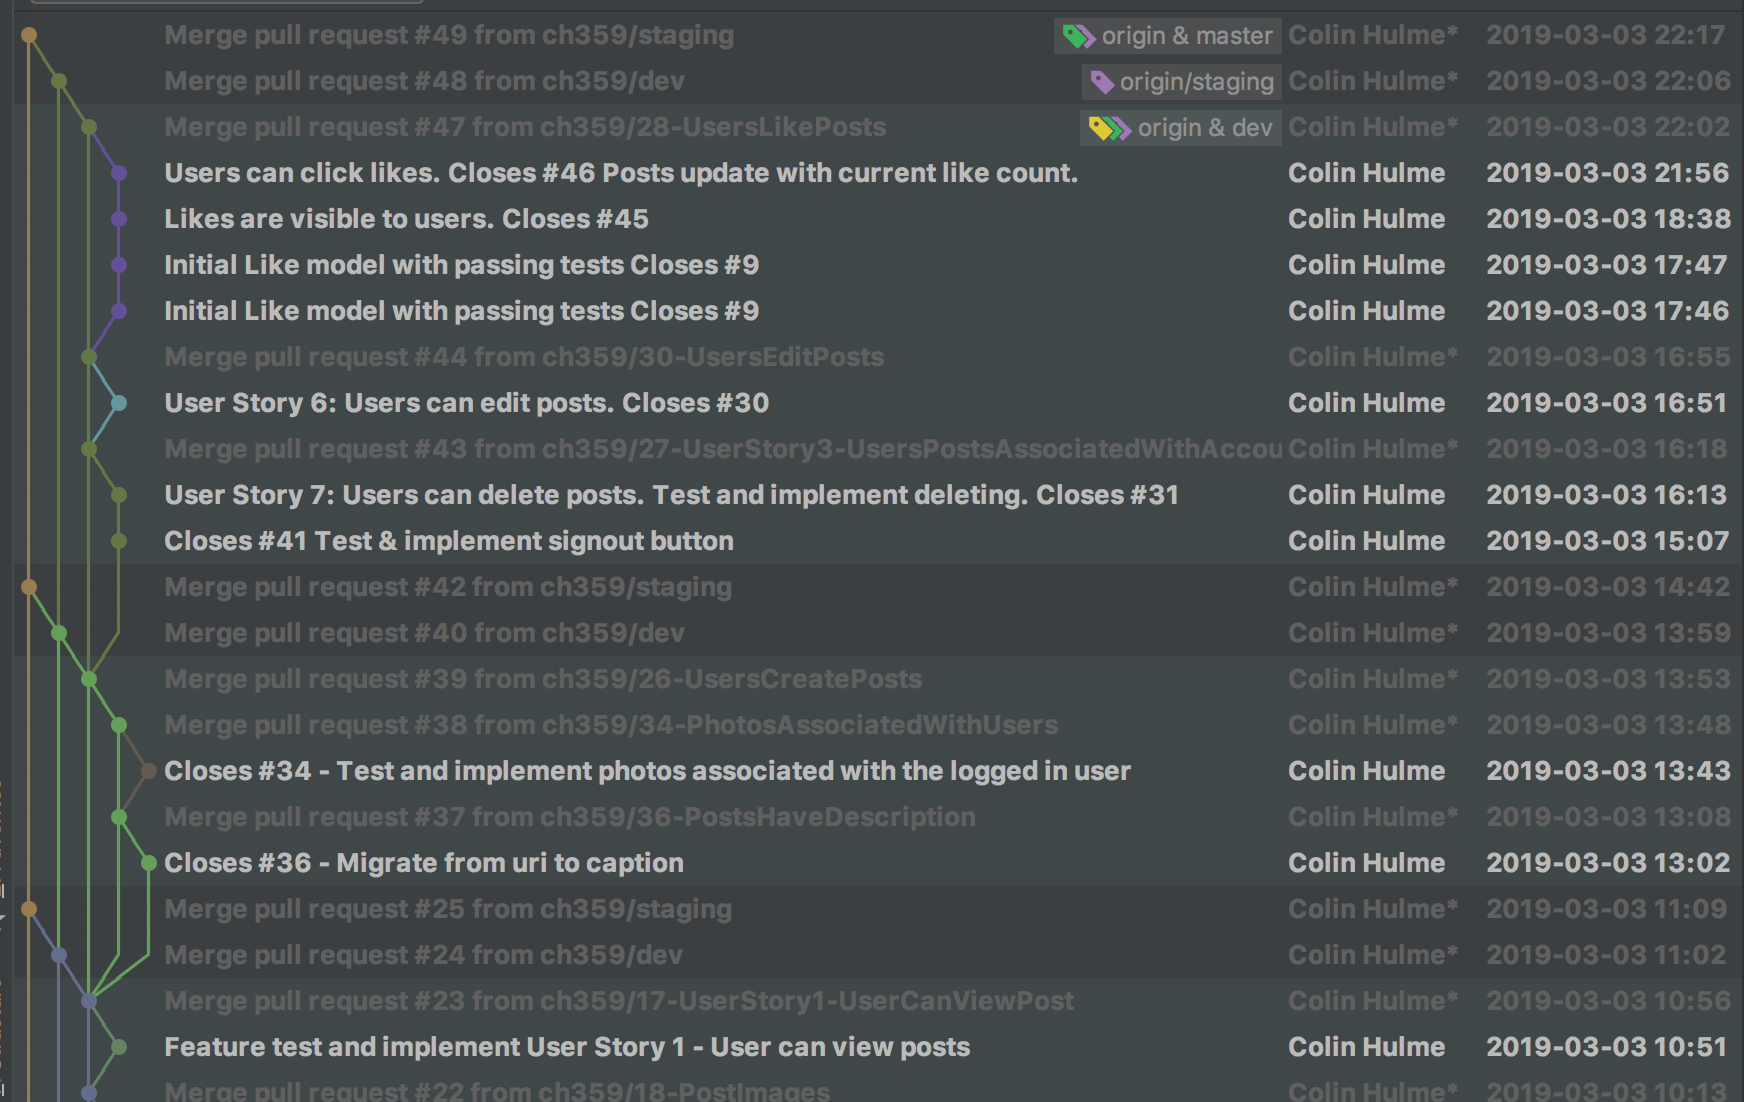 Merge pull request #49 from ch359/staging origin & master Colin Hulme* 2019-03-03 22:17
Merge pull request #48 from ch359/dev origin/staging Colin Hulme* 2019-03-03 22:06
Merge pull request #47 from ch359/28-UsersLikePosts origin & dev Colin Hulme* 2019-03-03 22:02
Users can click likes. Closes #46 Posts update with current like count. Colin Hulme 2019-03-03 21:56
Likes are visible to users. Closes #45 Colin Hulme 2019-03-03 18:38
Initial Like model with passing tests Closes #9 Colin Hulme 2019-03-03 17:47
Initial Like model with passing tests Closes #9 Colin Hulme 2019-03-03 17:46
Merge pull request #44 from ch359/30-UsersEditPosts Colin Hulme* 2019-03-03 16:55
User Story 6: Users can edit posts. Closes #30 Colin Hulme 2019-03-03 16:51
Merge pull request #43 from ch359/27-UserStory3-UsersPostsAssociatedWithAccou Colin Hulme* 2019-03-03 16:18
User Story 7: Users can delete posts. Test and implement deleting. Closes #31 Colin Hulme 2019-03-03 16:13
Closes #41 Test & implement signout button Colin Hulme 2019-03-03 15:07
Merge pull request #42 from ch359/staging Colin Hulme* 2019-03-03 14:42
Merge pull request #40 from ch359/dev Colin Hulme* 2019-03-03 13:59
Merge pull request #39 from ch359/26-UsersCreatePosts Colin Hulme* 2019-03-03 13:53
Merge pull request #38 from ch359/34-PhotosAssociatedWithUsers Colin Hulme* 2019-03-03 13:48
Closes #34 - Test and implement photos associated with the logged in user Colin Hulme 2019-03-03 13:43
Merge pull request #37 from ch359/36-PostsHaveDescription Colin Hulme* 2019-03-03 13:08
Closes #36 - Migrate from uri to caption Colin Hulme 2019-03-03 13:02
Merge pull request #25 from ch359/staging Colin Hulme* 2019-03-03 11:09
Merge pull request #24 from ch359/dev Colin Hulme* 2019-03-03 11:02
Merge pull request #23 from ch359/17-UserStory1-UserCanViewPost Colin Hulme* 2019-03-03 10:56
Feature test and implement User Story 1 - User can view posts Colin Hulme 2019-03-03 10:51
Merge pull request #22 from ch359/18-PostImages Colin Hulme* 2019-03-03 10:13